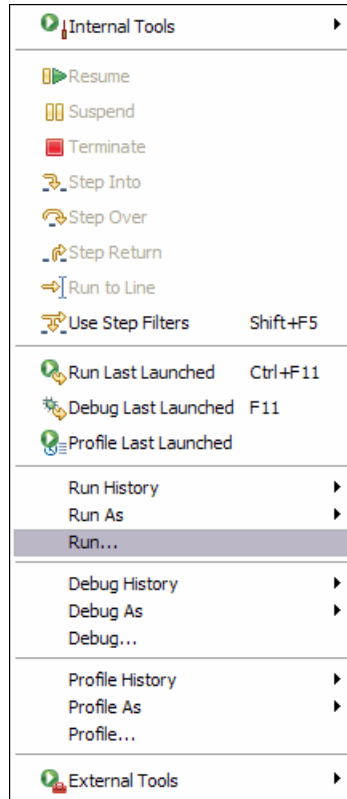 Internal Tools
Resume
Suspend
Terminate
Step Into
Step Over
Step Return
Run to Line
Use Step Filters Shift+F5
Run Last Launched Ctrl+F11
Debug Last Launched F11
Profile Last Launched
Run History
Run As
Run...
Debug History
Debug As
Debug...
Profile History
Profile As
Profile...
External Tools